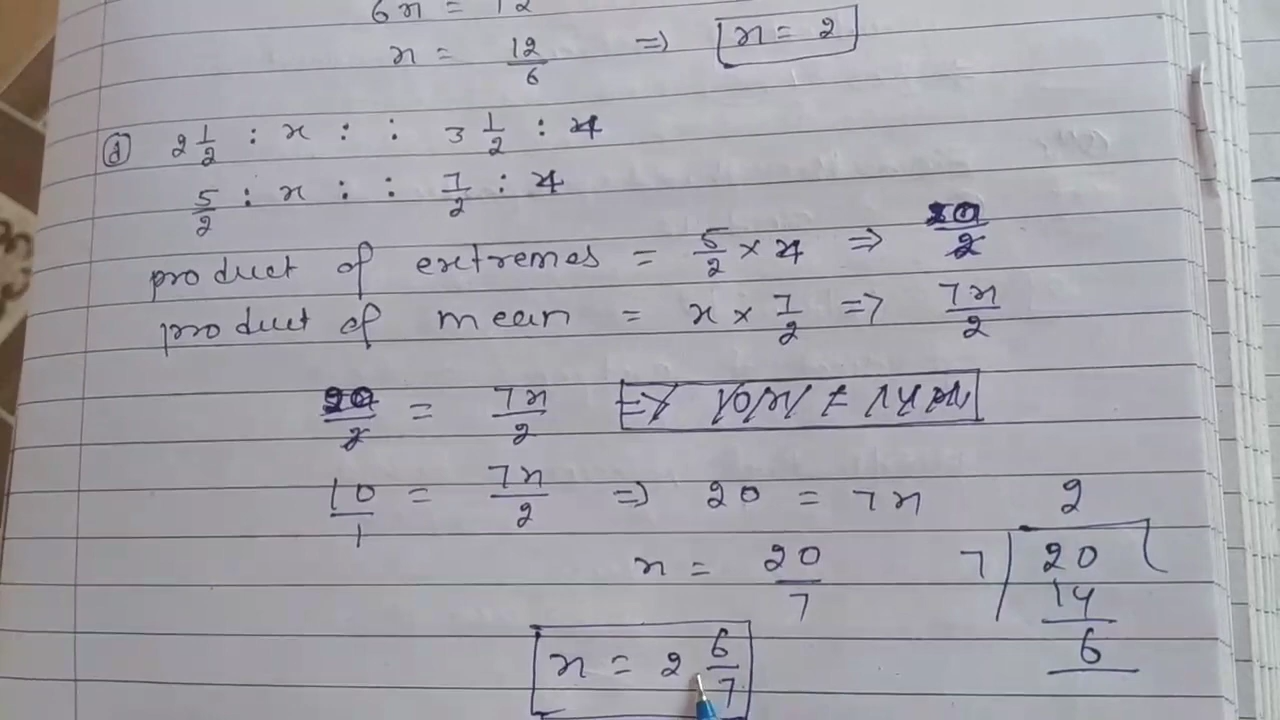 6x = 12
x = 12/6 => x = 2
(d) 2 1/2 : x : : 3 1/2 : 4
5/2 : x : : 7/2 : 4
product of extremes = 5/2 × 4 => 20/2
product of mean = x × 7/2 => 7x/2
20/2 = 7x/2
10/1 = 7x/2 => 20 = 7x
x = 20/7
x = 2 6/7
2
7 ) 20 (
14
6